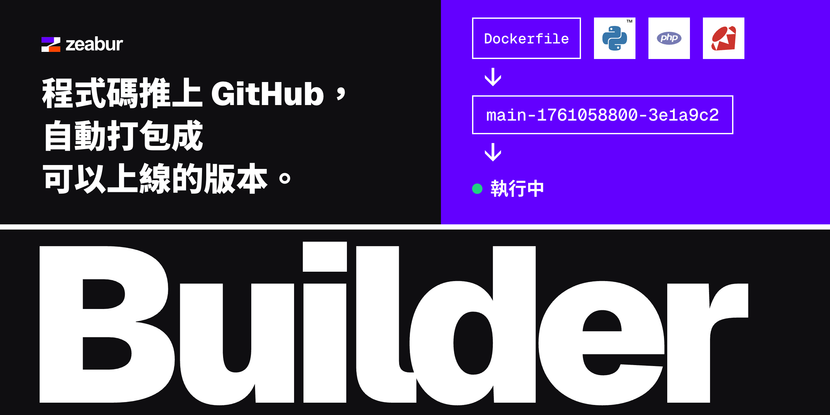 zeabur
程式碼推上 GitHub，
自動打包成
可以上線的版本。
Dockerfile
TM
php
main-1761058800-3e1a9c2
執行中
Builder